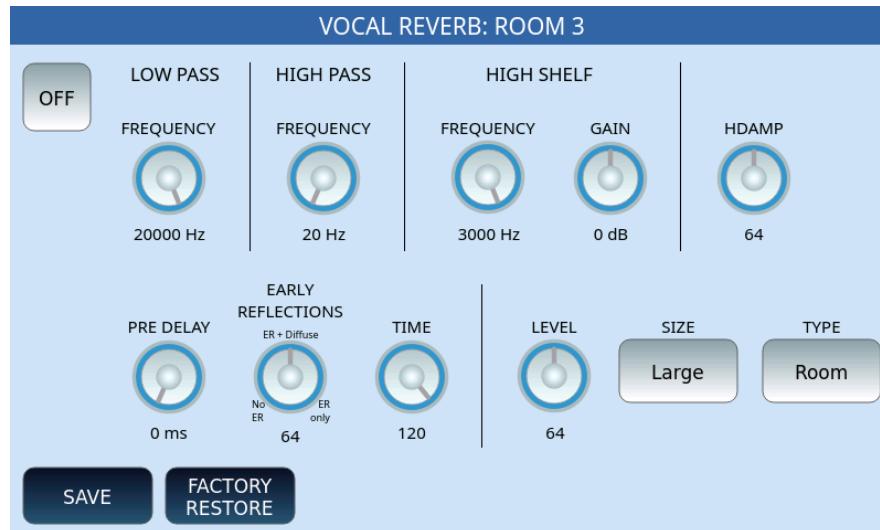 VOCAL REVERB: ROOM 3
OFF
LOW PASS
HIGH PASS
HIGH SHELF
FREQUENCY
FREQUENCY
FREQUENCY
GAIN
HDAMP
20000 Hz
20 Hz
3000 Hz
0 dB
64
PRE DELAY
EARLY
REFLECTIONS
ER + Diffuse
No
ER
ER
only
TIME
LEVEL
SIZE
TYPE
Large
Room
0 ms
64
120
64
SAVE
FACTORY
RESTORE